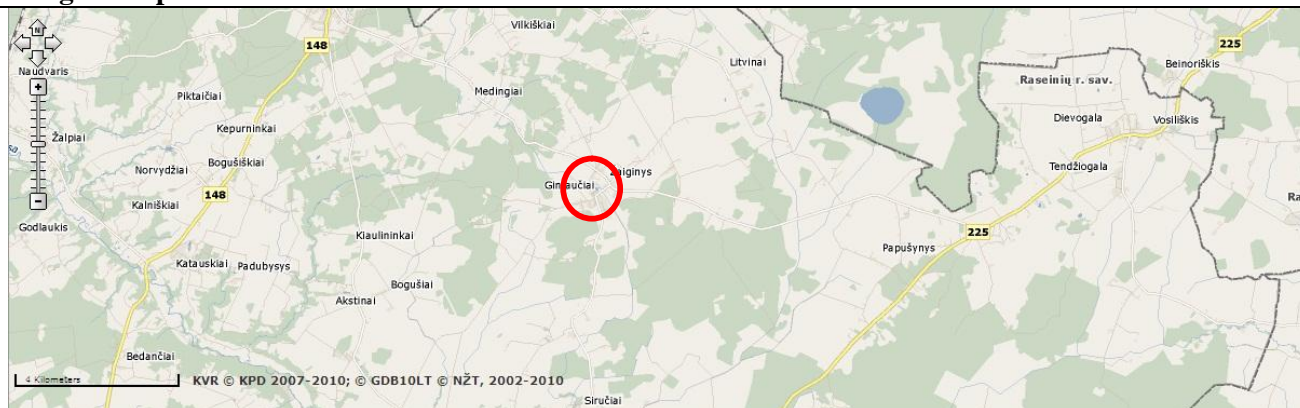 Vilkiškiai
148
225
Naudvaris
Litvinai
Beinoriškis
Raseinių r. sav.
Medingiai
Piktaičiai
Dievogala
Vosiliškis
Kepurninkai
Žalpiai
Bogušiškiai
Tendžiogala
Norvydžiai
148
Kalniškiai
Godlaukis
Klaulininkai
225
Papušynys
Katauskiai
Padubysys
Bogušiai
Akstinai
Bedančiai
4 Kilometers
KVR © KPD 2007-2010; © GDB10LT © NŽT, 2002-2010
Siručiai